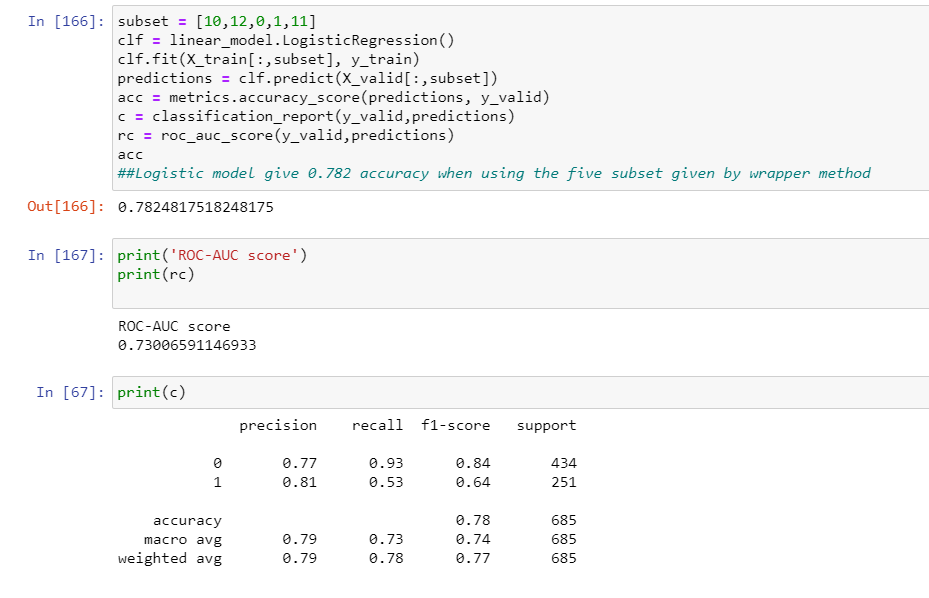 In [166]: subset = [10,12,0,1,11]
clf = linear_model.LogisticRegression()
clf.fit(X_train[:,subset], y_train)
predictions = clf.predict(X_valid[:,subset])
acc = metrics.accuracy_score(predictions, y_valid)
c = classification_report(y_valid,predictions)
rc = roc_auc_score(y_valid,predictions)
acc
##Logistic model give 0.782 accuracy when using the five subset given by wrapper method
Out[166]: 0.7824817518248175
In [167]: print('ROC-AUC score')
print(rc)
ROC-AUC score
0.73006591146933
In [67]: print(c)
precision recall f1-score support
0 0.77 0.93 0.84 434
1 0.81 0.53 0.64 251
accuracy 0.78 685
macro avg 0.79 0.73 0.74 685
weighted avg 0.79 0.78 0.77 685